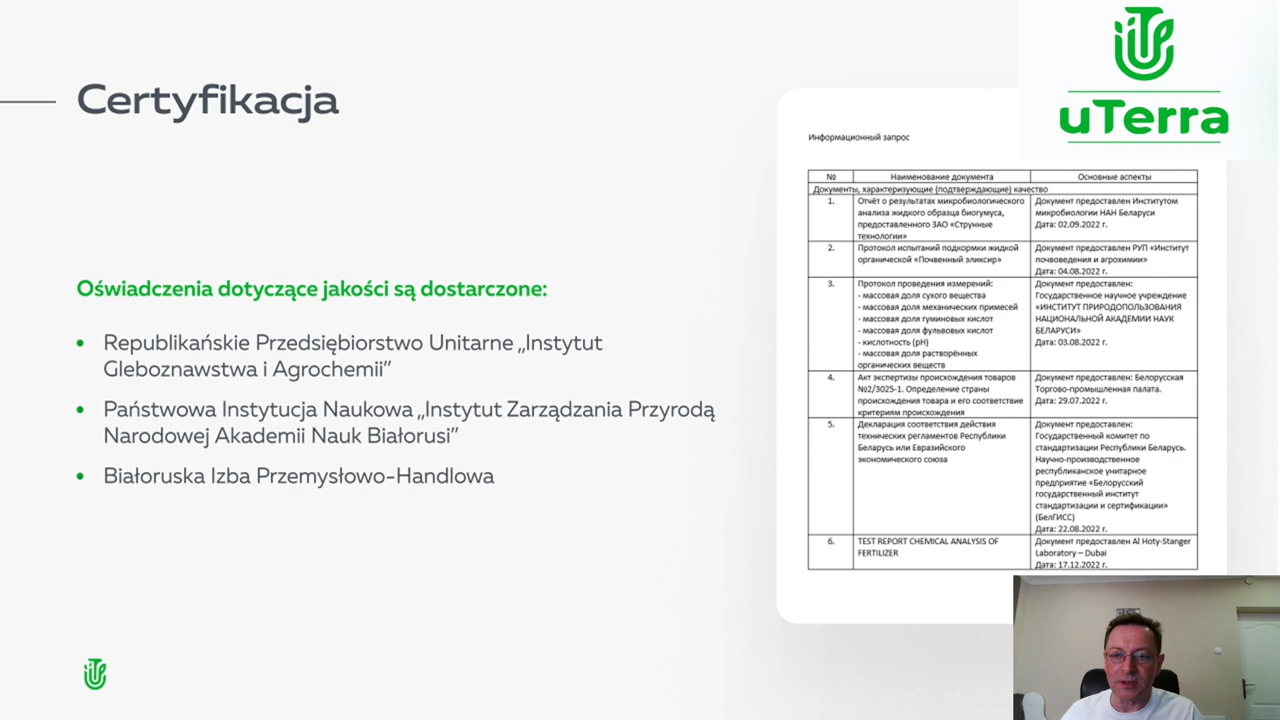 Certyfikacja
uTerra
Oświadczenia dotyczące jakości są dostarczone:
• Republikańskie Przedsiębiorstwo Unitarne „Instytut
Gleboznawstwa i Agrochemii”
• Państwowa Instytucja Naukowa „Instytut Zarządzania Przyrodą
Narodowej Akademii Nauk Białorusi”
• Białoruska Izba Przemysłowo-Handlowa
Информационный запрос
№ Наименование документа Основные аспекты
Документы, характеризующие (подтверждающие) качество
1. Отчёт о результатах микробиологического Документ предоставлен Институтом
анализа жидкого образца биогумуса, микробиологии НАН Беларуси
предоставленного ЗАО «Струнные Дата: 02.09.2022 г.
технологии»
2. Протокол испытаний подкормки жидкой Документ предоставлен РУП «Институт
органической «Почвенный эликсир» почвоведения и агрохимии»
Дата: 04.08.2022 г.
3. Протокол проведения измерений: Документ предоставлен:
- массовая доля сухого вещества Государственное научное учреждение
- массовая доля механических примесей «ИНСТИТУТ ПРИРОДОПОЛЬЗОВАНИЯ
- массовая доля гуминовых кислот НАЦИОНАЛЬНОЙ АКАДЕМИИ НАУК
- массовая доля фульвовых кислот БЕЛАРУСИ»
- кислотность (pH) Дата: 03.08.2022 г.
- массовая доля растворённых
органических веществ
4. Акт экспертизы происхождения товаров Документ предоставлен: Белорусская
№2/3025-1. Определение страны Торгово-промышленная палата.
происхождения товара и его соответствие Дата: 29.07.2022 г.
критериям происхождения
5. Декларация соответствия действия Документ предоставлен:
технических регламентов Республики Государственный комитет по
Беларусь или Евразийского стандартизации Республики Беларусь.
экономического союза Научно-производственное
республиканское унитарное
предприятие «Белорусский
государственный институт
стандартизации и сертификации»
(БелГИСС)
Дата: 22.08.2022 г.
6. TEST REPORT CHEMICAL ANALYSIS OF Документ предоставлен Al Hoty-Stanger
FERTILIZER Laboratory – Dubai
Дата: 17.12.2022 г.